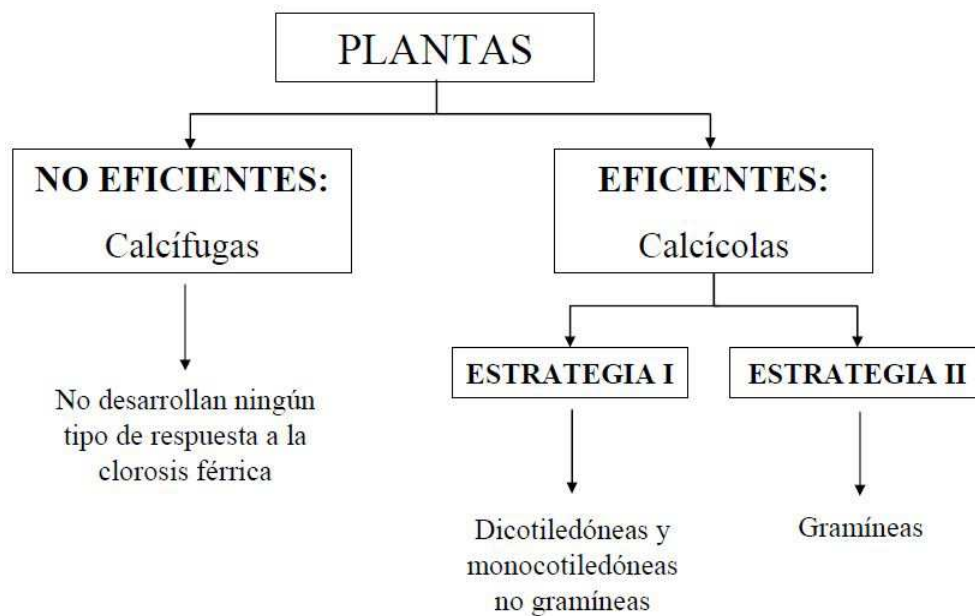 PLANTAS
NO EFICIENTES:
Calcífugas
EFICIENTES:
Calcícolas
ESTRATEGIA I
ESTRATEGIA II
No desarrollan ningún
tipo de respuesta a la
clorosis férrica
Dicotiledóneas y
monocotiledóneas
no gramíneas
Gramíneas